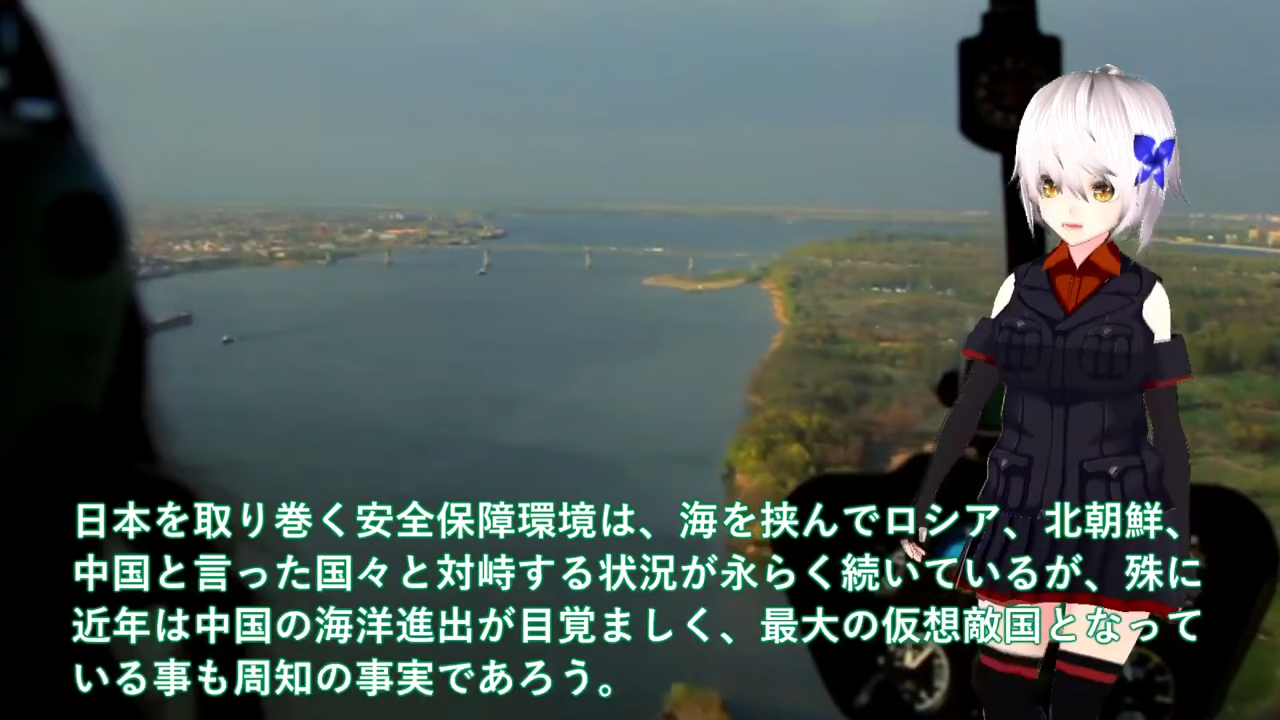 日本を取り巻く安全保障環境は、海を挟んでロシア、北朝鮮、
中国と言った国々と対峙する状況が永らく続いているが、殊に
近年は中国の海洋進出が目覚ましく、最大の仮想敵国となって
いる事も周知の事実であろう。